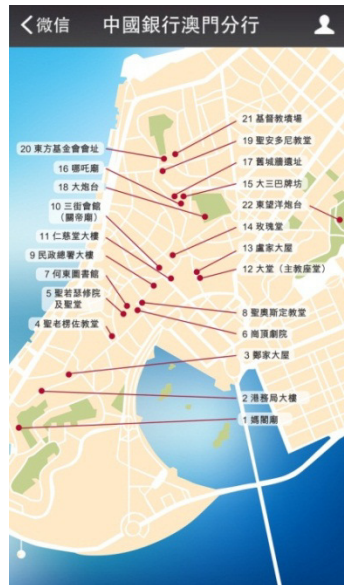 微信
中國銀行澳門分行
21 基督教墳場
19 聖安多尼教堂
20 東方基金會會址
17 舊城牆遺址
16 哪吒廟
15 大三巴牌坊
18 大炮台
22 東望洋炮台
10 三街會館
（關帝廟）
14 玫瑰堂
11 仁慈堂大樓
13 盧家大屋
9 民政總署大樓
12 大堂（主教座堂）
7 何東圖書館
5 聖若瑟修院
及聖堂
8 聖奧斯定教堂
4 聖老楞佐教堂
6 崗頂劇院
3 鄭家大屋
2 港務局大樓
1 媽閣廟